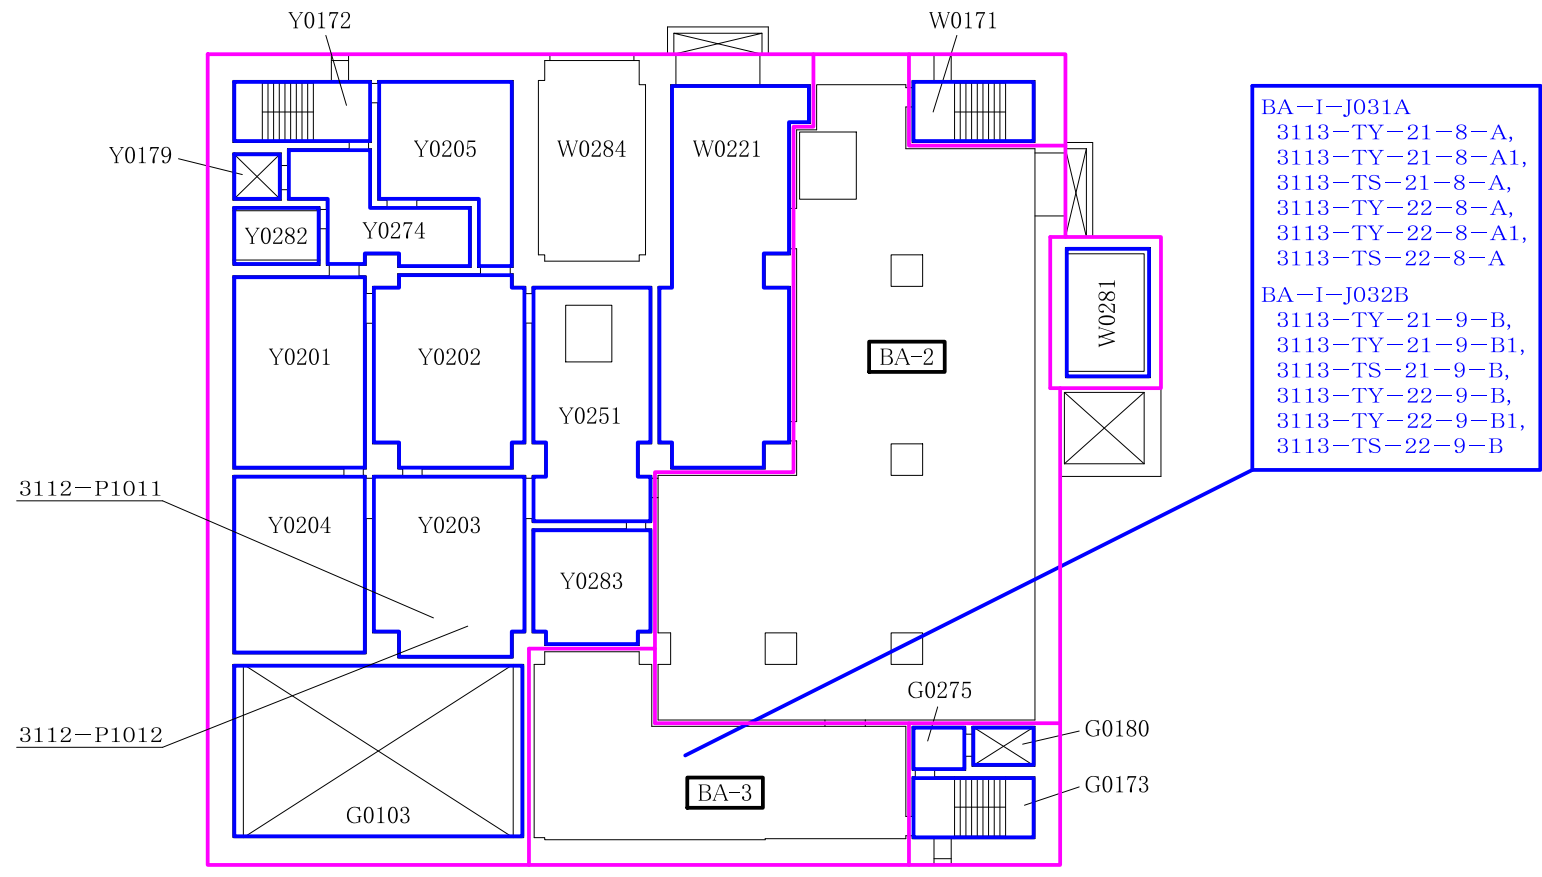 Y0172
W0171
BA-I-J031A
3113-TY-21-8-A,
3113-TY-21-8-A1,
3113-TS-21-8-A,
3113-TY-22-8-A,
3113-TY-22-8-A1,
3113-TS-22-8-A
BA-I-J032B
3113-TY-21-9-B,
3113-TY-21-9-B1,
3113-TS-21-9-B,
3113-TY-22-9-B,
3113-TY-22-9-B1,
3113-TS-22-9-B
Y0179
Y0205
W0284
W0221
Y0282
Y0274
W0281
Y0201
Y0202
BA-2
Y0251
3112-P1011
Y0204
Y0203
Y0283
G0275
3112-P1012
G0180
G0173
BA-3
G0103